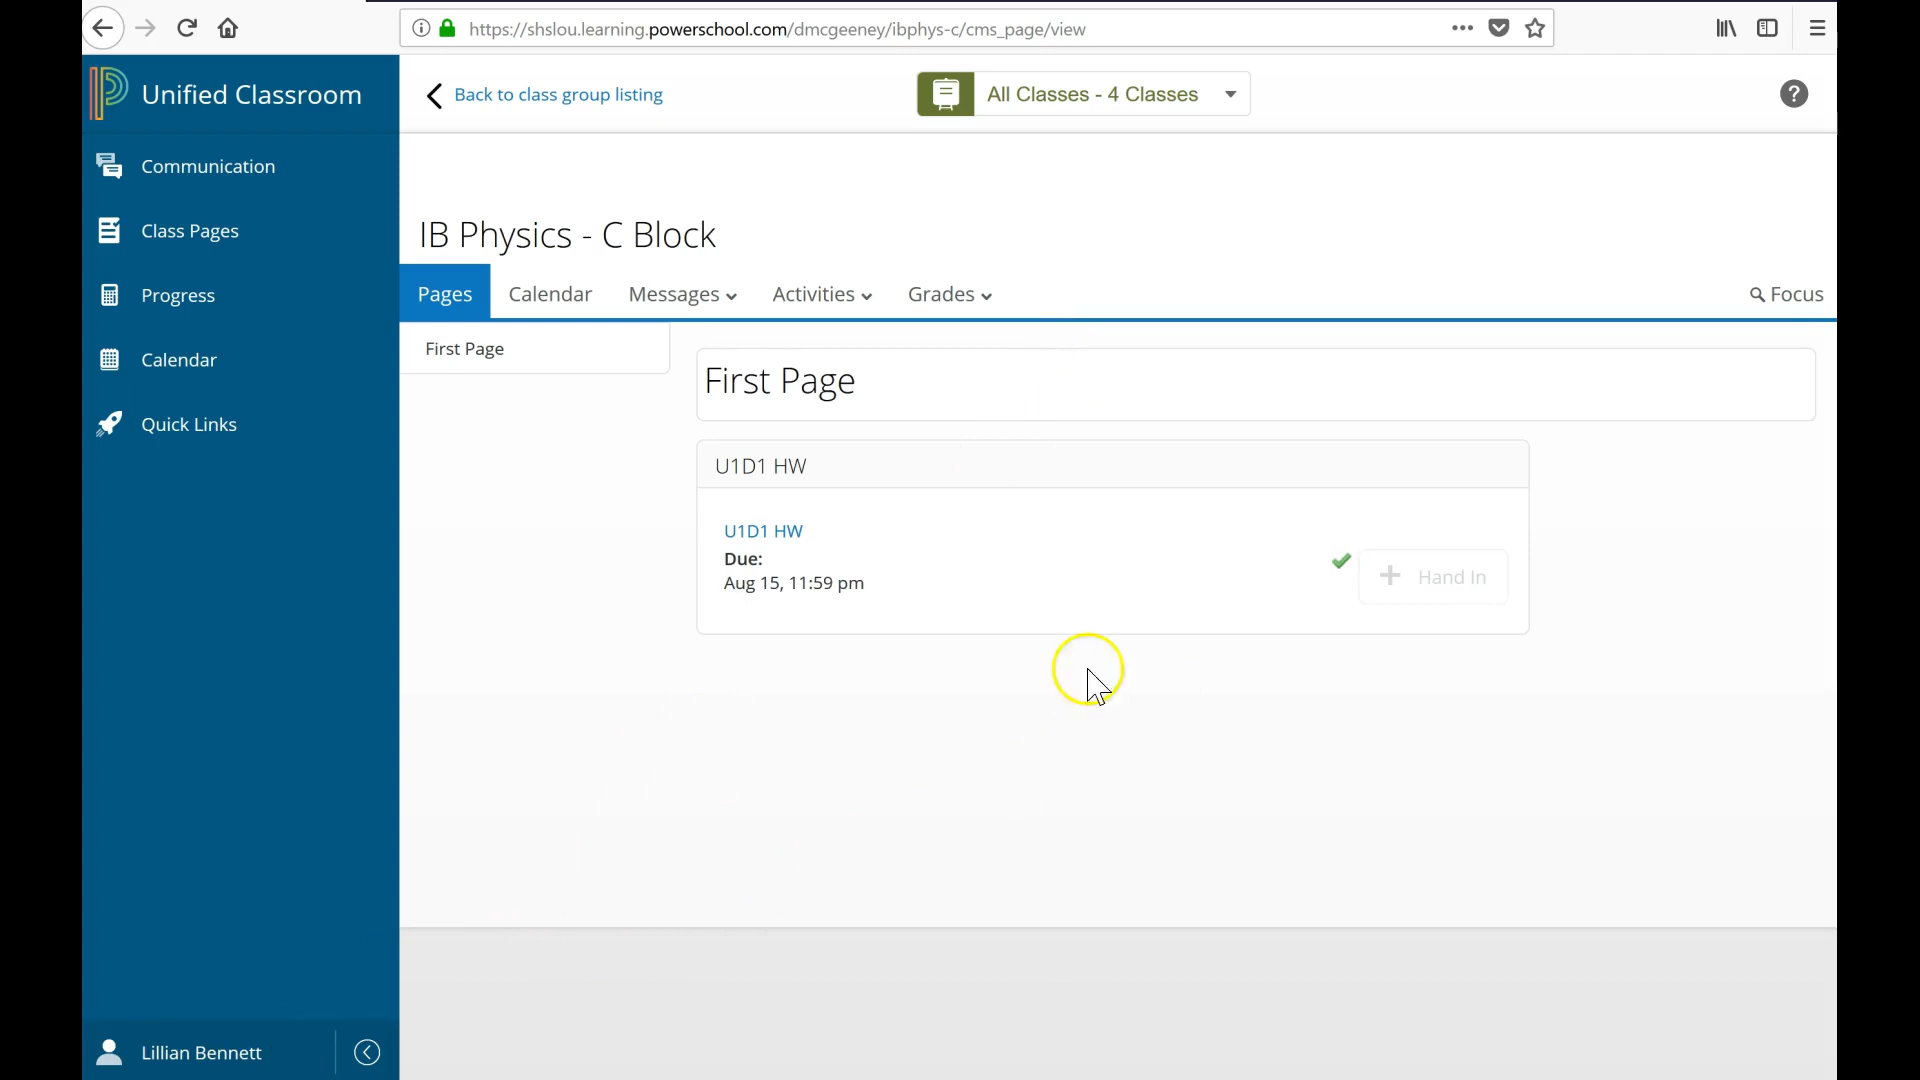 https://shslou.learning.powerschool.com/dmcgeeney/ibphys-c/cms_page/view
Unified Classroom
Back to class group listing
All Classes - 4 Classes
?
Communication
Class Pages
Progress
Calendar
Quick Links
IB Physics - C Block
Pages
Calendar
Messages
Activities
Grades
Focus
First Page
First Page
U1D1 HW
U1D1 HW
Due:
Aug 15, 11:59 pm
Hand In
Lillian Bennett